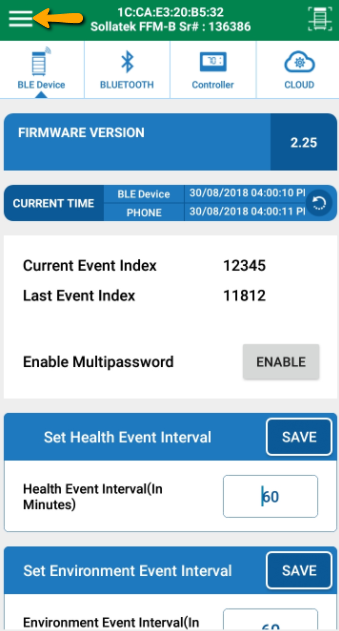 1C:CA:E3:20:B5:32
Sollatek FFM-B Sr# : 136386
BLE Device
BLUETOOTH
Controller
CLOUD
FIRMWARE VERSION
2.25
CURRENT TIME
BLE Device 30/08/2018 04:00:10 PI
PHONE 30/08/2018 04:00:11 PI
Current Event Index 12345
Last Event Index 11812
Enable Multipassword ENABLE
Set Health Event Interval SAVE
Health Event Interval(In
Minutes)
60
Set Environment Event Interval SAVE
Environment Event Interval(In
60